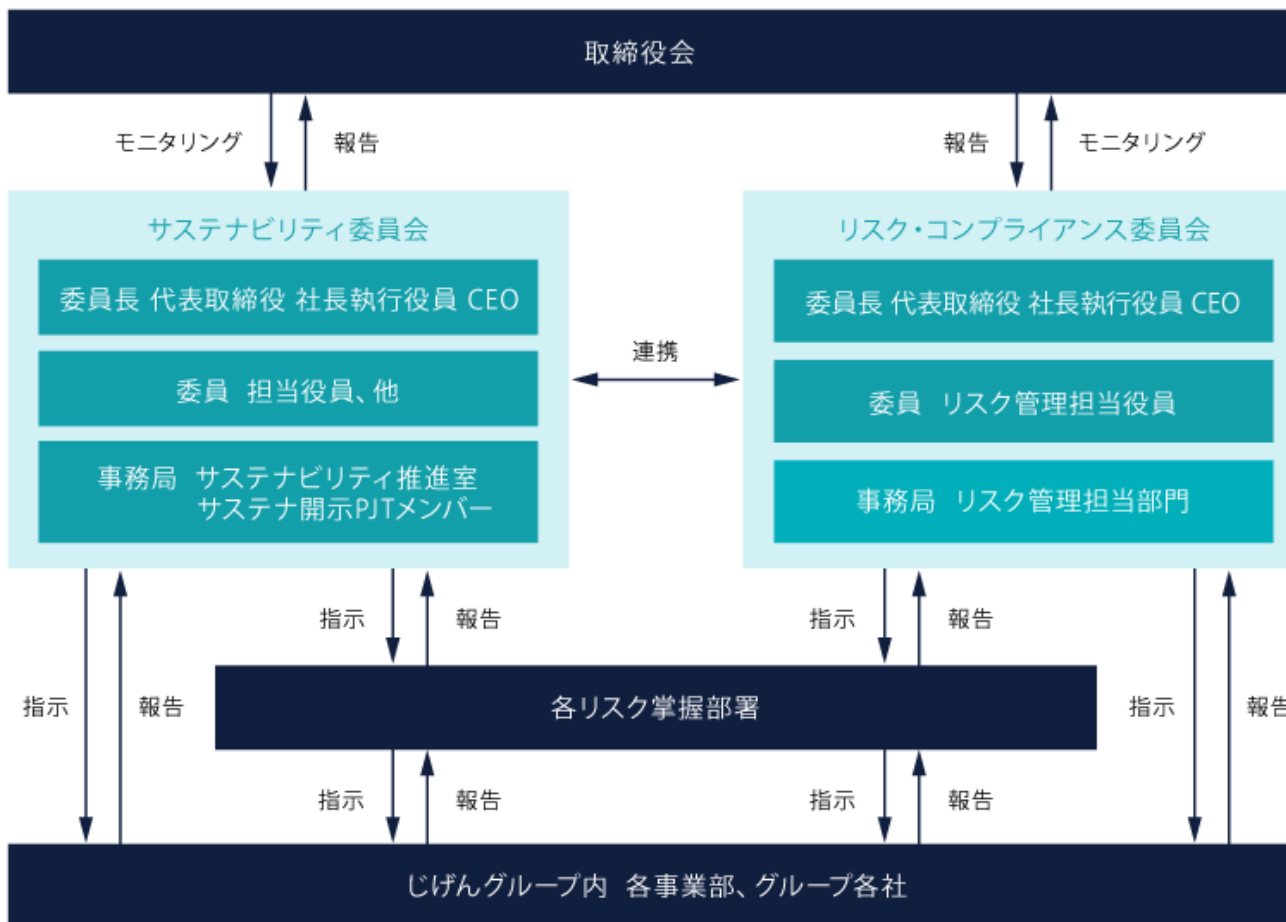 取締役会
モニタリング
報告
報告
モニタリング
サステナビリティ委員会
委員長 代表取締役 社長執行役員 CEO
委員 担当役員、他
事務局 サステナビリティ推進室
サステナ開示PJTメンバー
連携
リスク・コンプライアンス委員会
委員長 代表取締役 社長執行役員 CEO
委員 リスク管理担当役員
事務局 リスク管理担当部門
指示
報告
指示
報告
指示
報告
指示
報告
各リスク掌握部署
指示
報告
指示
報告
じげんグループ内 各事業部、グループ各社